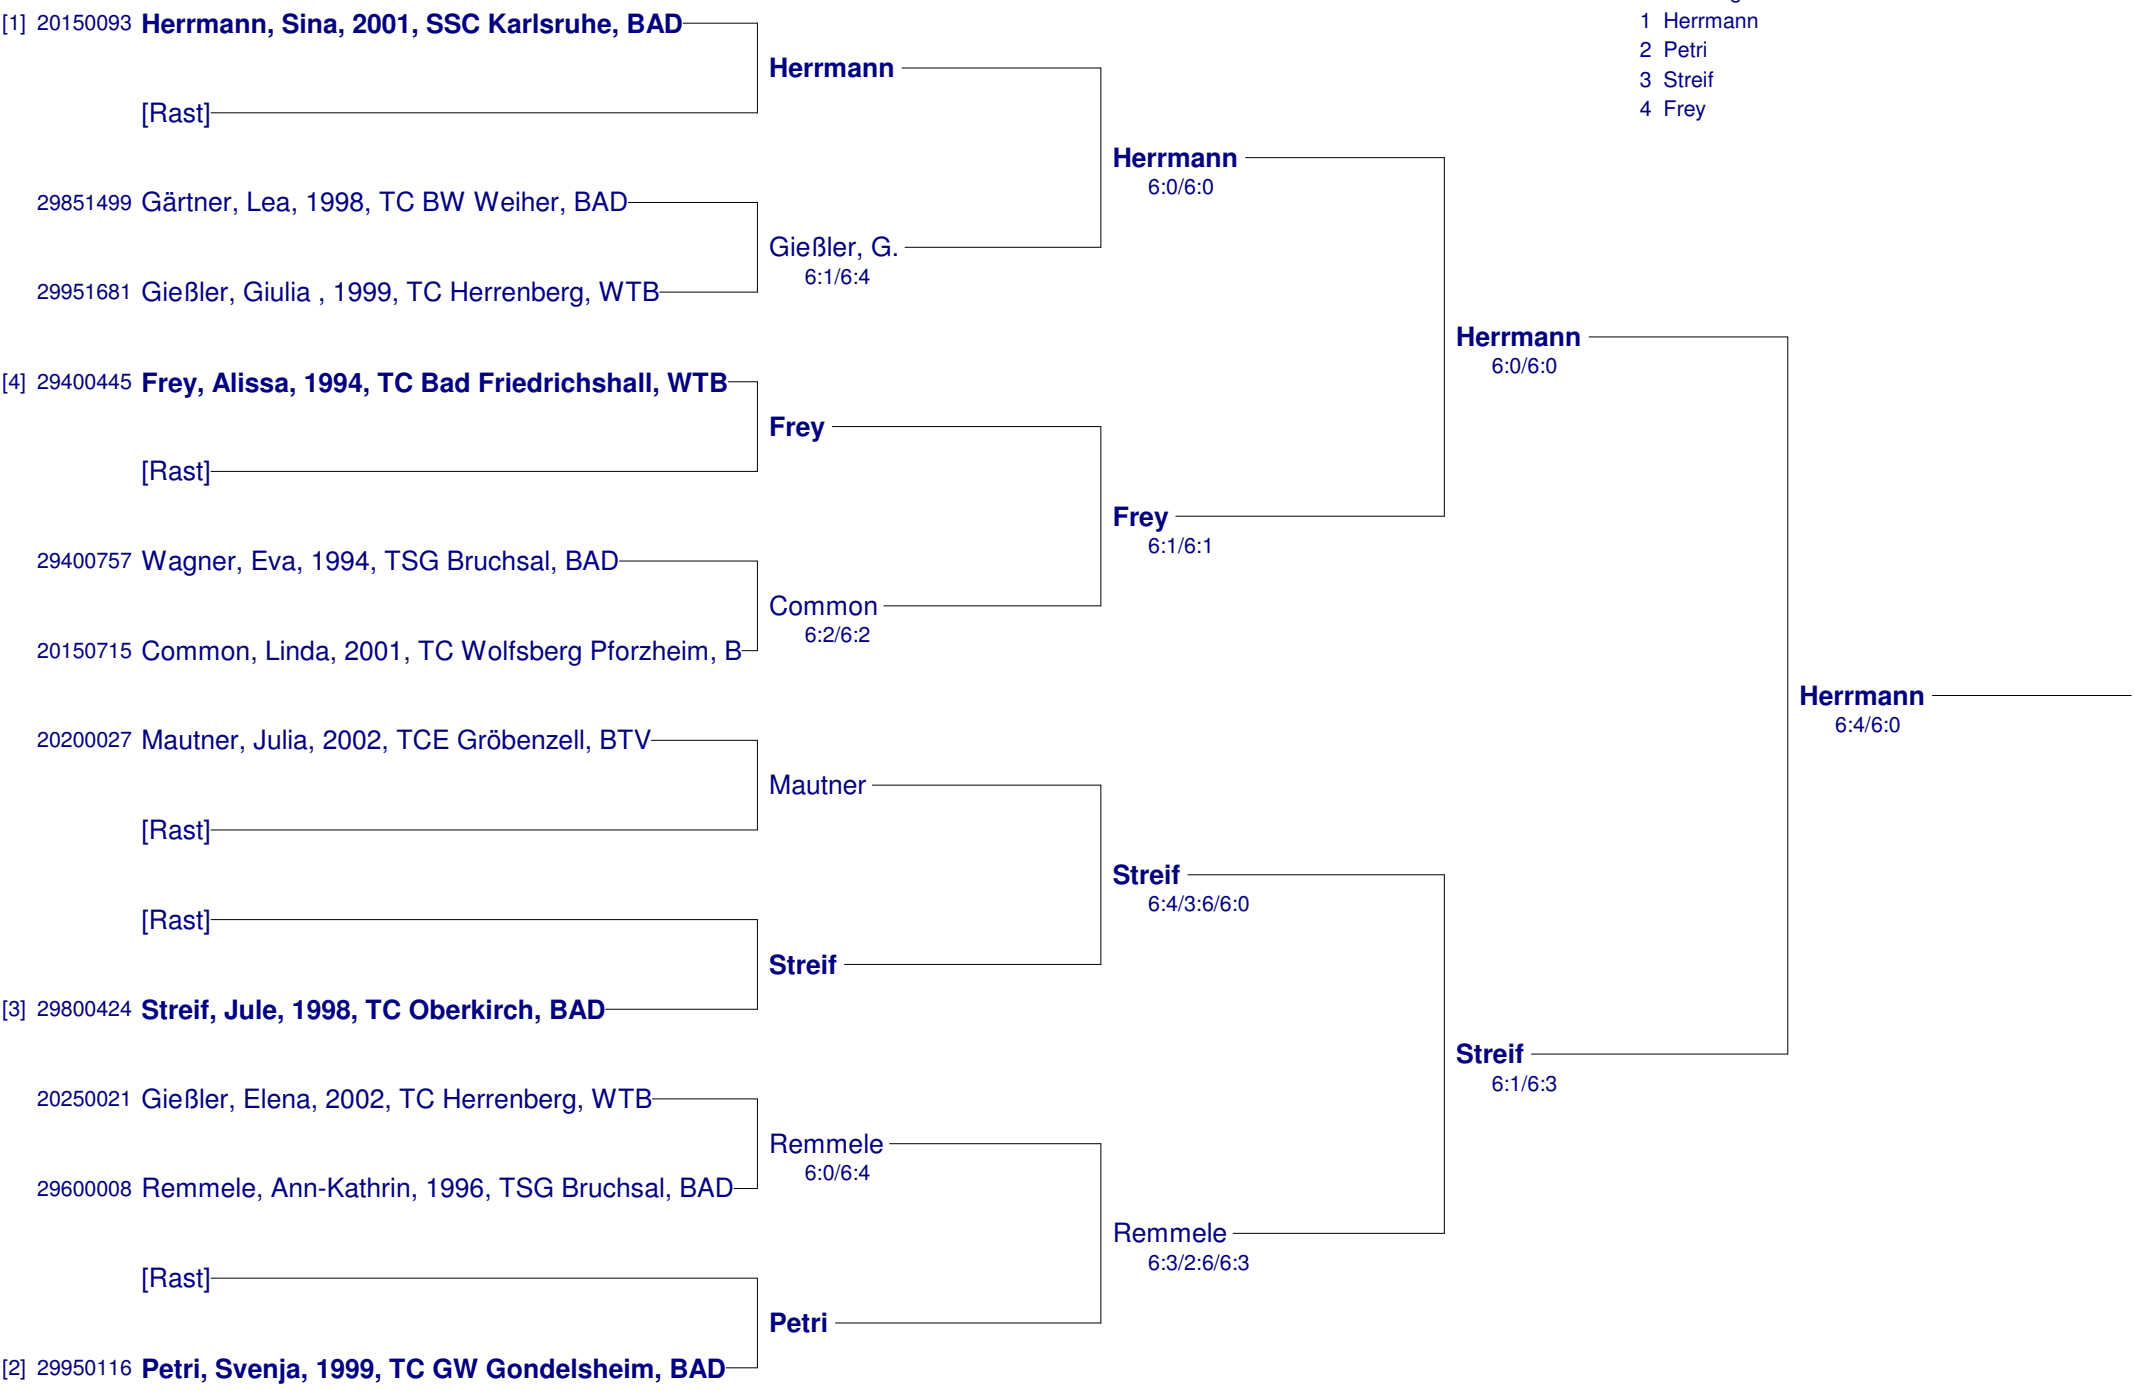 [1] 20150093 Herrmann, Sina, 2001, SSC Karlsruhe, BAD
1 Herrmann
2 Petri
3 Streif
4 Frey
Herrmann
[Rast]
Herrmann
6:0/6:0
29851499 Gärtner, Lea, 1998, TC BW Weiher, BAD
Gießler, G.
6:1/6:4
29951681 Gießler, Giulia , 1999, TC Herrenberg, WTB
Herrmann
6:0/6:0
[4] 29400445 Frey, Alissa, 1994, TC Bad Friedrichshall, WTB
Frey
[Rast]
Frey
6:1/6:1
29400757 Wagner, Eva, 1994, TSG Bruchsal, BAD
Common
6:2/6:2
20150715 Common, Linda, 2001, TC Wolfsberg Pforzheim, B
Herrmann
6:4/6:0
20200027 Mautner, Julia, 2002, TCE Gröbenzell, BTV
Mautner
[Rast]
Streif
6:4/3:6/6:0
[Rast]
Streif
[3] 29800424 Streif, Jule, 1998, TC Oberkirch, BAD
Streif
6:1/6:3
20250021 Gießler, Elena, 2002, TC Herrenberg, WTB
Remmele
6:0/6:4
29600008 Remmele, Ann-Kathrin, 1996, TSG Bruchsal, BAD
Remmele
6:3/2:6/6:3
[Rast]
Petri
[2] 29950116 Petri, Svenja, 1999, TC GW Gondelsheim, BAD